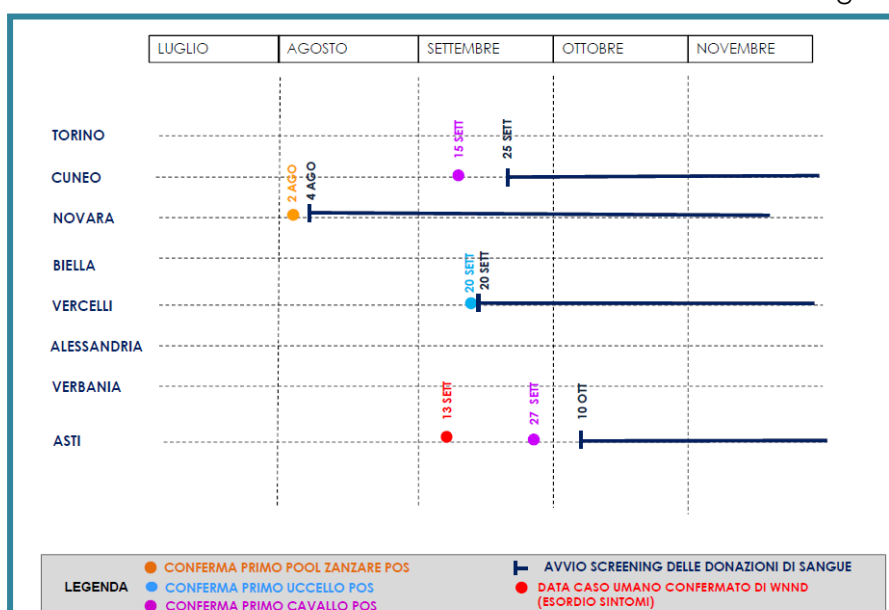 LUGLIO AGOSTO SETTEMBRE OTTOBRE NOVEMBRE
TORINO
15 SETT
25 SETT
CUNEO
2 AGO
4 AGO
NOVARA
BIELLA
20 SETT
20 SETT
VERCELLI
ALESSANDRIA
VERBANIA
13 SETT
27 SETT
10 OTT
ASTI
LEGENDA
CONFERMA PRIMO POOL ZANZARE POS
CONFERMA PRIMO UCCELLO POS
CONFERMA PRIMO CAVALLO POS
AVVIO SCREENING DELLE DONAZIONI DI SANGUE
DATA CASO UMANO CONFERMATO DI WNND
(ESORDIO SINTOMI)